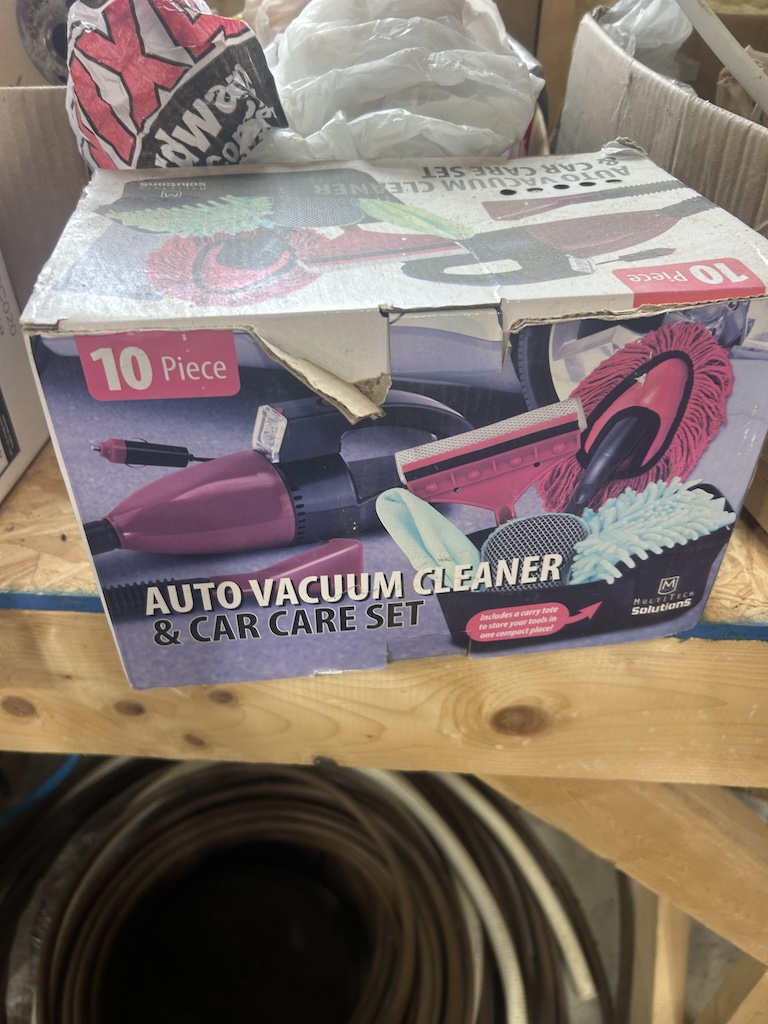 Solutions
AUTO VACUUM CLEANER
& CAR CARE SET
10 Piece
10 Piece
AUTO VACUUM CLEANER
& CAR CARE SET
Includes a carry tote
to store your tools in
one compact place!
M
MULTITECH
SolutionS